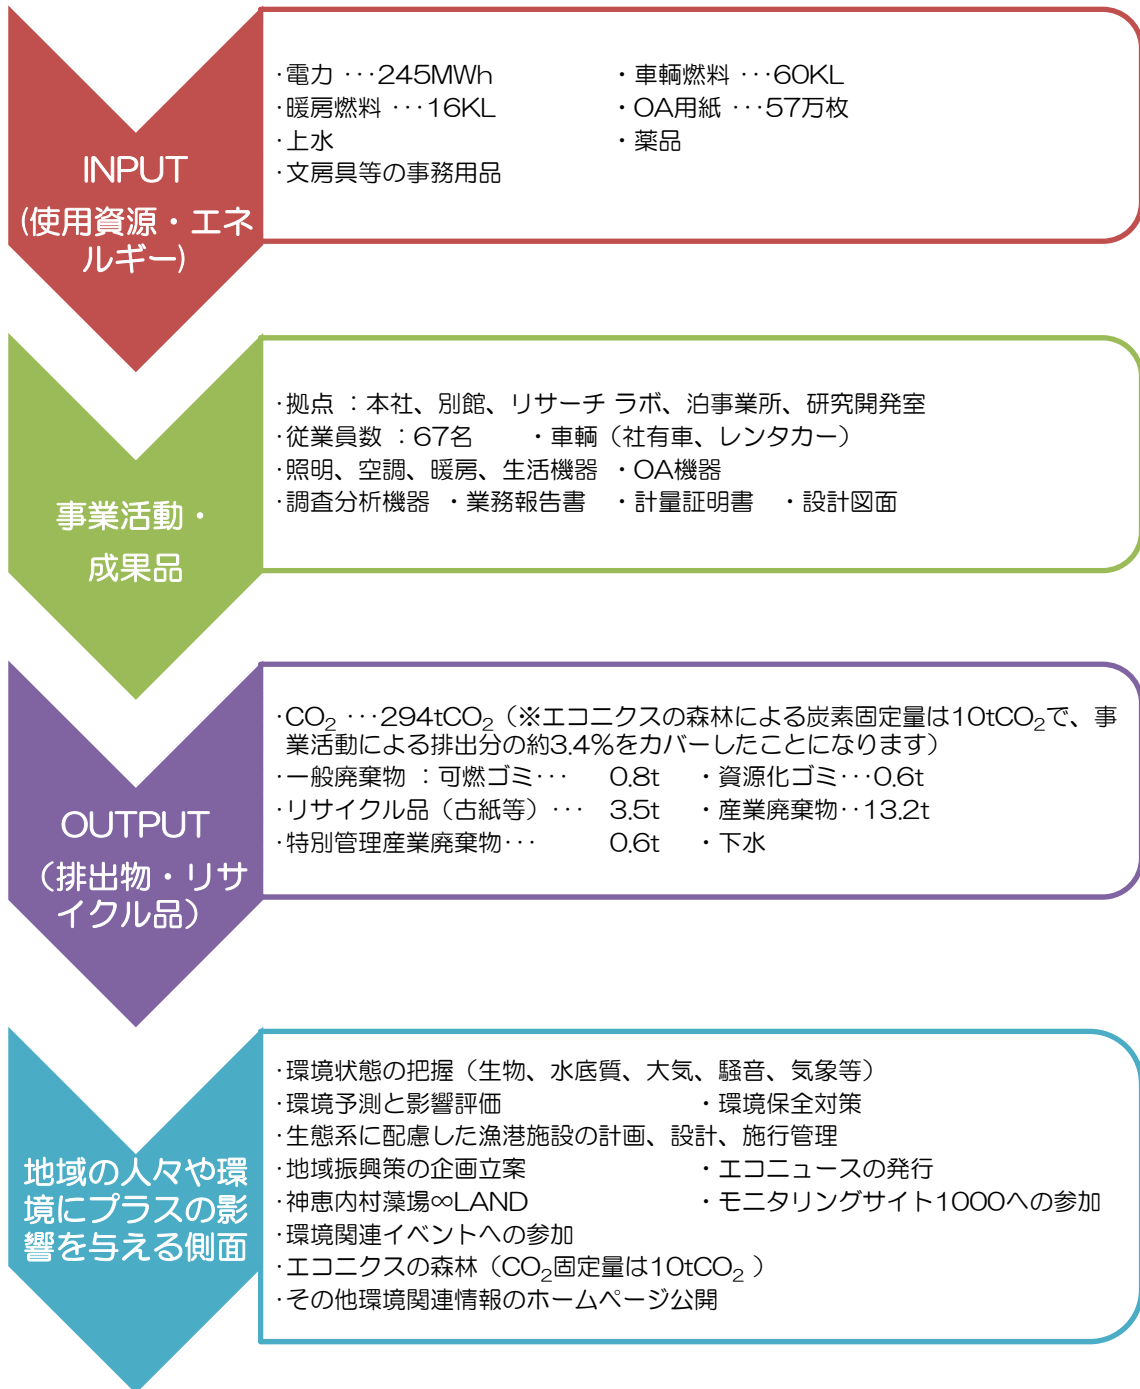 INPUT
(使用資源・エネ
ルギー)
·電力 ···245MWh ・車輌燃料 ···60KL
·暖房燃料 ···16KL ・OA用紙 ···57万枚
·上水 ・薬品
·文房具等の事務用品
事業活動・
成果品
·拠点 :本社、別館、リサーチ ラボ、泊事業所、研究開発室
·従業員数 :67名 ・車輌（社有車、レンタカー）
·照明、空調、暖房、生活機器 ・OA機器
·調査分析機器 ・業務報告書 ・計量証明書 ・設計図面
OUTPUT
（排出物・リサ
イクル品）
·CO₂ ···294tCO₂（※エコニクスの森林による炭素固定量は10tCO₂で、事
業活動による排出分の約3.4％をカバーしたことになります）
·一般廃棄物 :可燃ゴミ··· 0.8t ・資源化ゴミ···0.6t
·リサイクル品（古紙等）··· 3.5t ・産業廃棄物··13.2t
·特別管理産業廃棄物··· 0.6t ・下水
地域の人々や環
境にプラスの影
響を与える側面
·環境状態の把握（生物、水底質、大気、騒音、気象等）
·環境予測と影響評価 ・環境保全対策
·生態系に配慮した漁港施設の計画、設計、施行管理
·地域振興策の企画立案 ・エコニュースの発行
·神恵内村藻場∞LAND ・モニタリングサイト1000への参加
·環境関連イベントへの参加
·エコニクスの森林（CO₂固定量は10tCO₂ ）
·その他環境関連情報のホームページ公開